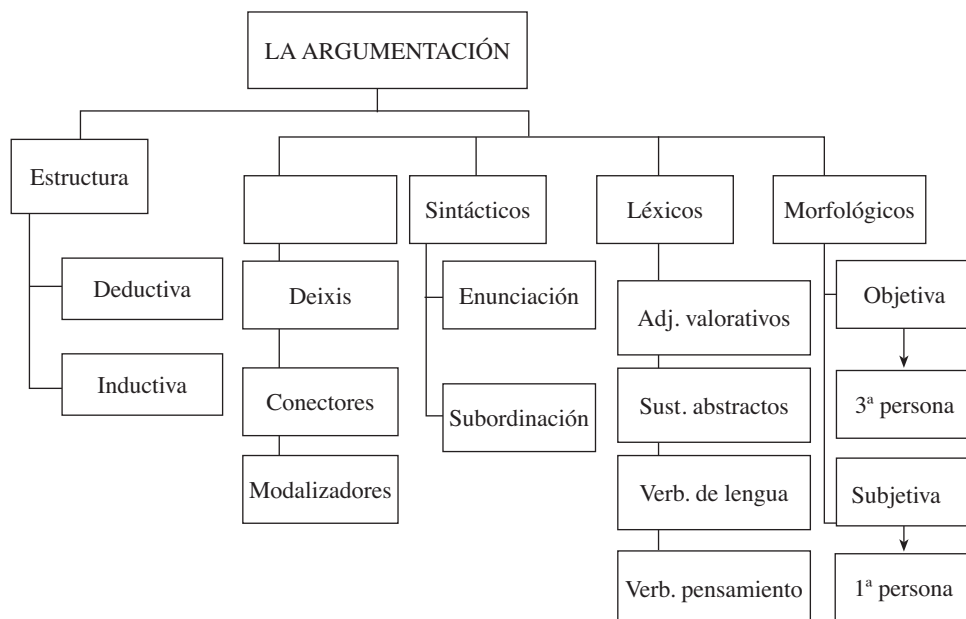 LA ARGUMENTACIÓN
Estructura
Deductiva
Inductiva
Deixis
Conectores
Modalizadores
Sintácticos
Enunciación
Subordinación
Léxicos
Adj. valorativos
Sust. abstractos
Verb. de lengua
Verb. pensamiento
Morfológicos
Objetiva
3ª persona
Subjetiva
1ª persona